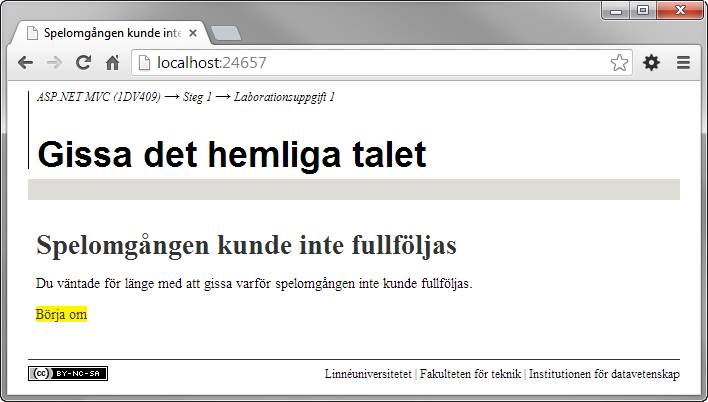 Spelomgången kunde inte
localhost:24657
ASP.NET MVC (1DV409) → Steg 1 → Laborationsuppgift 1
Gissa det hemliga talet
Spelomgången kunde inte fullföljas
Du väntade för länge med att gissa varför spelomgången inte kunde fullföljas.
Börja om
(cc) BY-NC-SA
Linnéuniversitetet | Fakulteten för teknik | Institutionen för datavetenskap